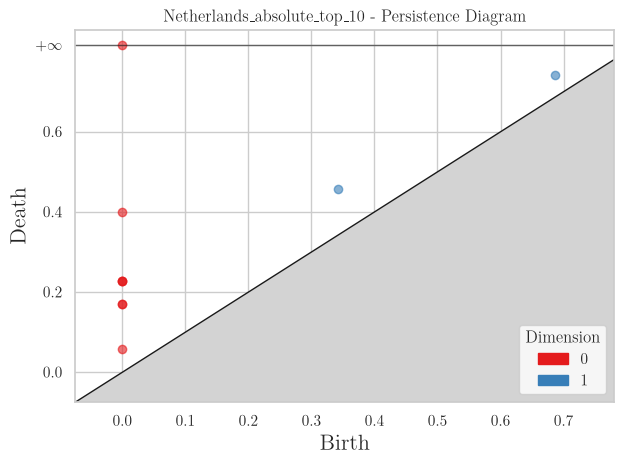 Netherlands_absolute_top_10 - Persistence Diagram
+∞
0.6
0.4
0.2
0.0
Death
0.0 0.1 0.2 0.3 0.4 0.5 0.6 0.7
Birth
Dimension
0
1